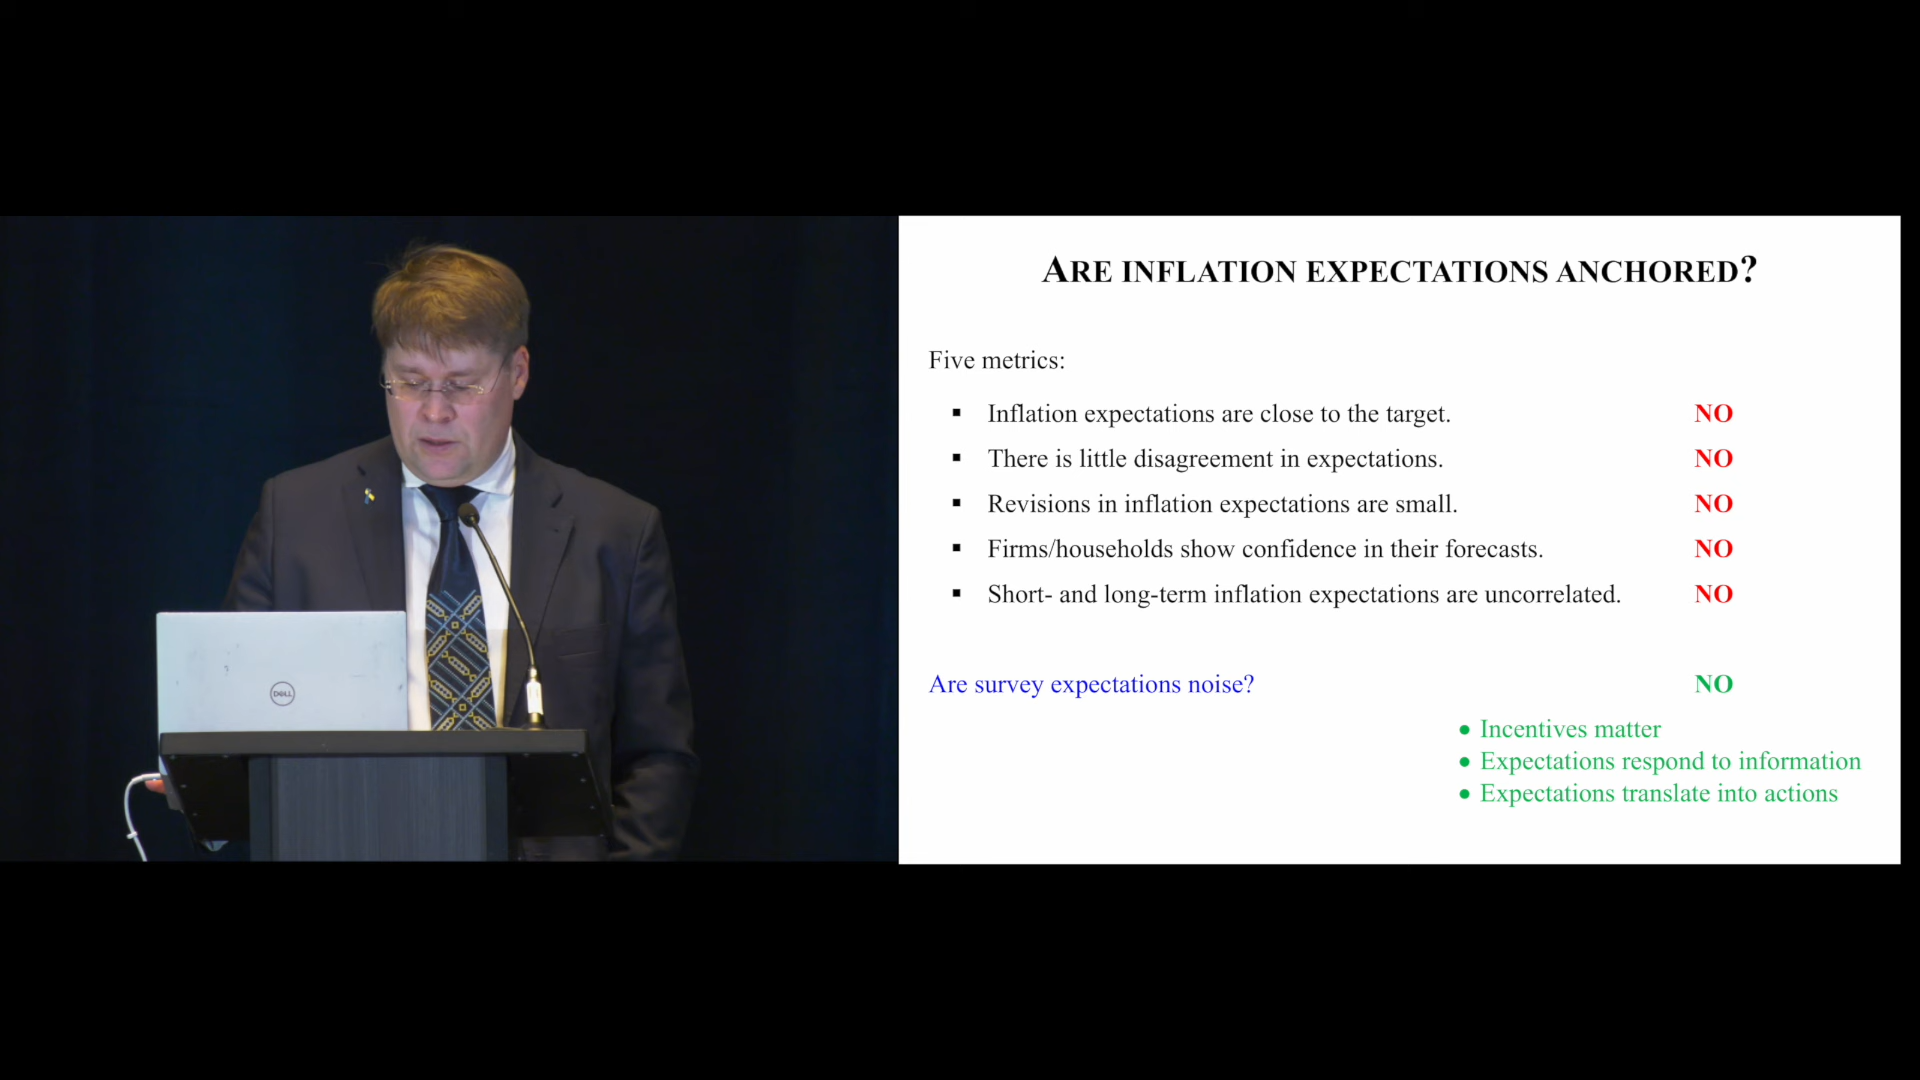 ARE INFLATION EXPECTATIONS ANCHORED?
Five metrics:
▪ Inflation expectations are close to the target. NO
▪ There is little disagreement in expectations. NO
▪ Revisions in inflation expectations are small. NO
▪ Firms/households show confidence in their forecasts. NO
▪ Short- and long-term inflation expectations are uncorrelated. NO
Are survey expectations noise? NO
• Incentives matter
• Expectations respond to information
• Expectations translate into actions
DELL